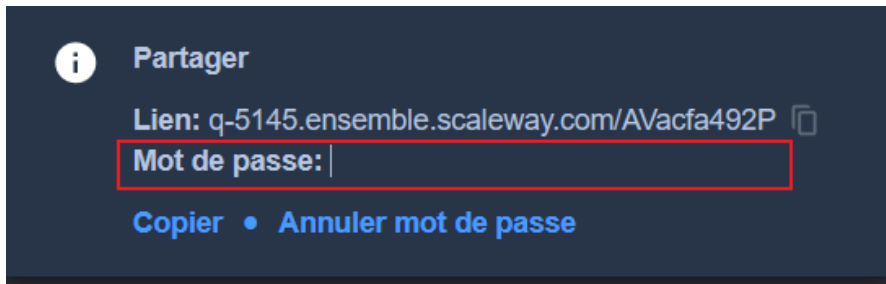 Partager
Lien: q-5145.ensemble.scaleway.com/AVacfa492P
Mot de passe:
Copier • Annuler mot de passe